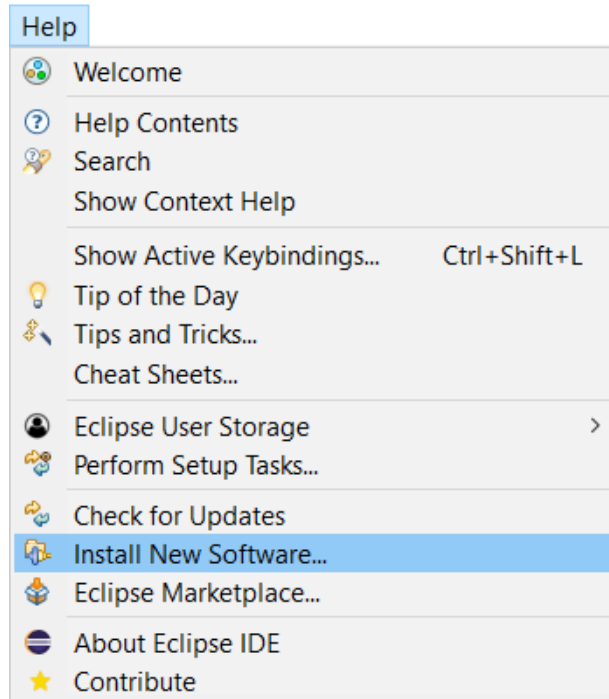 Help
Welcome
Help Contents
Search
Show Context Help
Show Active Keybindings... Ctrl+Shift+L
Tip of the Day
Tips and Tricks...
Cheat Sheets...
Eclipse User Storage
Perform Setup Tasks...
Check for Updates
Install New Software...
Eclipse Marketplace...
About Eclipse IDE
Contribute